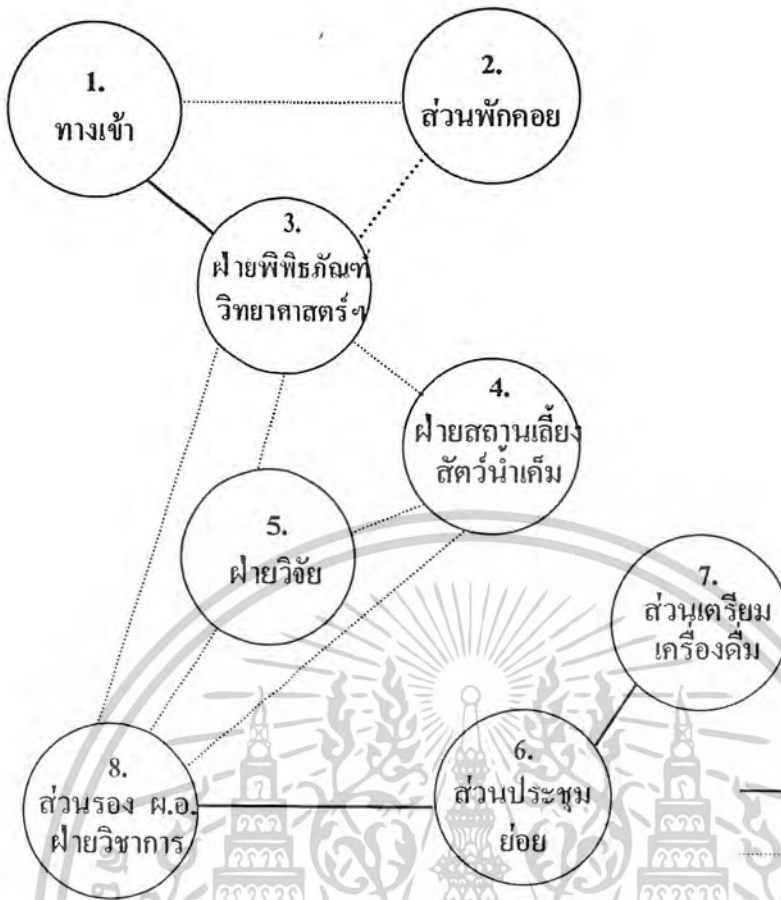 1.
ทางเข้า
2.
ส่วนพักคอย
3.
ฝ่ายพิพิธภัณฑ์
วิทยาศาสตร์ฯ
4.
ฝ่ายสถานเลี้ยง
สัตว์น้ำเค็ม
5.
ฝ่ายวิจัย
7.
ส่วนเตรียม
เครื่องดื่ม
6.
ส่วนประชุม
ย่อย
8.
ส่วนรอง ผ.อ.
ฝ่ายวิชาการ